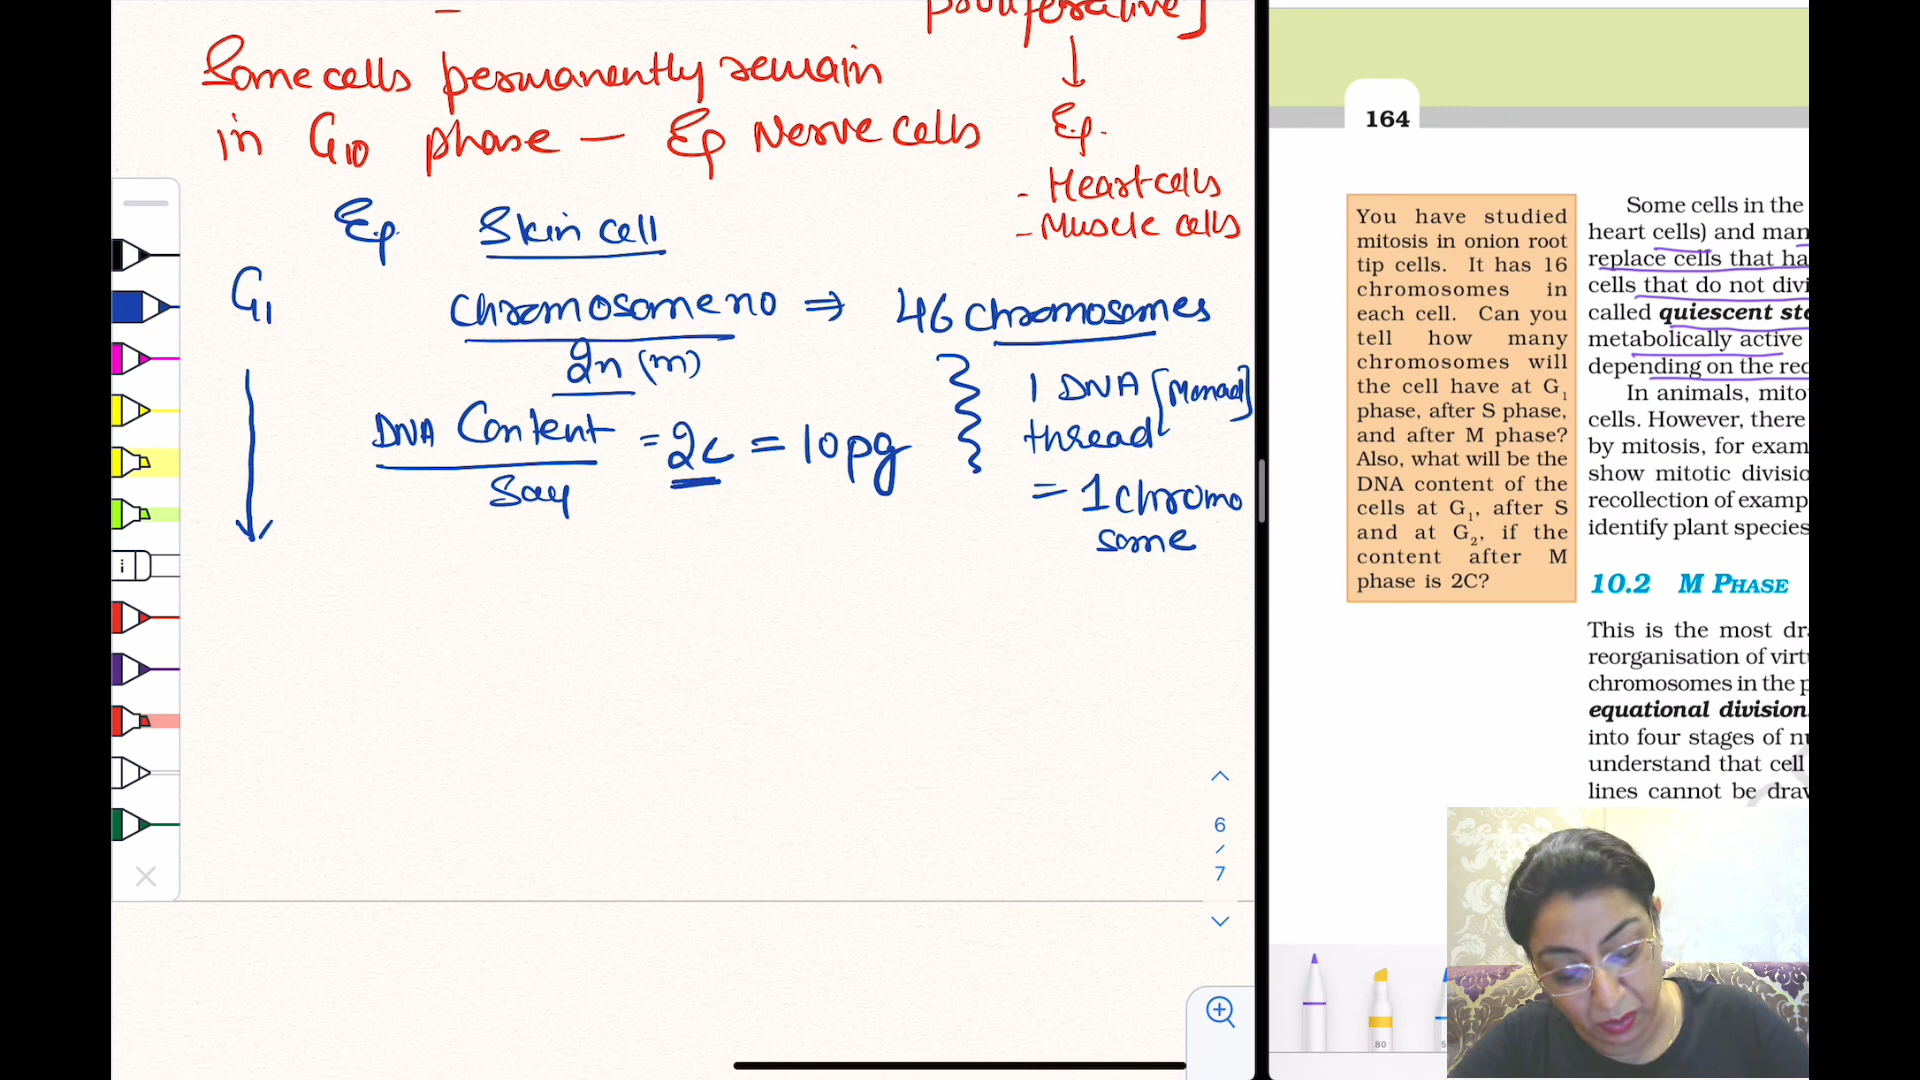 Some cells permanently remain
in G10 phase – Eg Nerve cells
Eg.
- Heart cells
- Muscle cells
Eg. Skin cell
G1
Chromosome no ⇒ 46 chromosomes
2n (m)
DNA Content = 2c = 10pg
Say
1 DNA [Monad]
thread
= 1 chromo
some
6
/
7
164
You have studied
mitosis in onion root
tip cells. It has 16
chromosomes in
each cell. Can you
tell how many
chromosomes will
the cell have at G1
phase, after S phase,
and after M phase?
Also, what will be the
DNA content of the
cells at G1, after S
and at G2, if the
content after M
phase is 2C?
Some cells in the
heart cells) and man
replace cells that ha
cells that do not divi
called quiescent sta
metabolically active
depending on the req
In animals, mito
cells. However, there
by mitosis, for exam
show mitotic divisio
recollection of examp
identify plant species
10.2 M PHASE
This is the most dra
reorganisation of virtu
chromosomes in the p
equational division.
into four stages of nu
understand that cell
lines cannot be draw
80
5